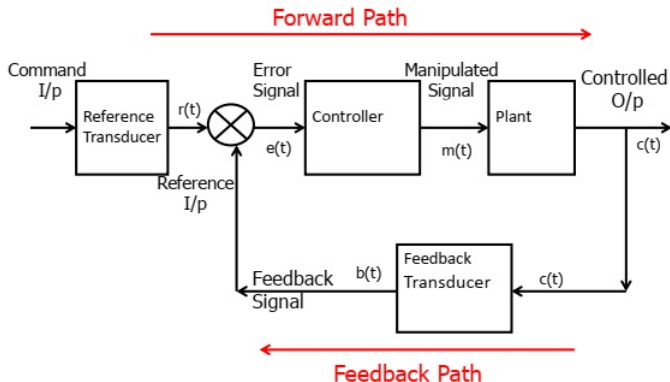 Forward Path
Command
I/p
Reference
Transducer
r(t)
Error
Signal
e(t)
Controller
Manipulated
Signal
m(t)
Plant
Controlled
O/p
c(t)
Reference
I/p
Feedback
Signal
b(t)
Feedback
Transducer
c(t)
Feedback Path